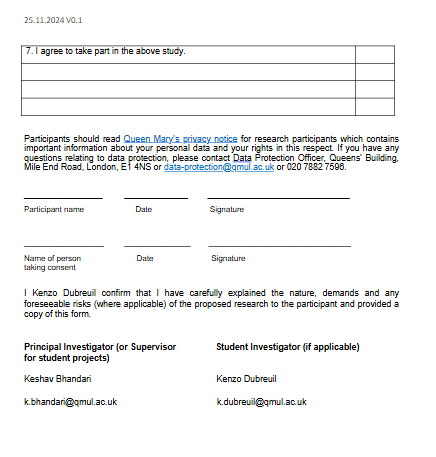 25.11.2024 V0.1
7. I agree to take part in the above study.
Participants should read Queen Mary's privacy notice for research participants which contains
important information about your personal data and your rights in this respect. If you have any
questions relating to data protection, please contact Data Protection Officer, Queens' Building,
Mile End Road, London, E1 4NS or data-protection@qmul.ac.uk or 020 7882 7596.
Participant name Date Signature
Name of person Date Signature
taking consent
I Kenzo Dubreuil confirm that I have carefully explained the nature, demands and any
foreseeable risks (where applicable) of the proposed research to the participant and provided a
copy of this form.
Principal Investigator (or Supervisor Student Investigator (if applicable)
for student projects)
Keshav Bhandari Kenzo Dubreuil
k.bhandari@qmul.ac.uk k.dubreuil@qmul.ac.uk